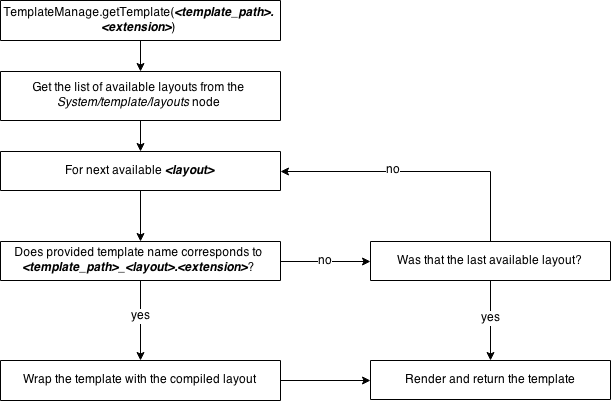 TemplateManage.getTemplate(<template_path>.
<extension>)
Get the list of available layouts from the
System/template/layouts node
For next available <layout>
no
Does provided template name corresponds to
<template_path>_<layout>.<extension>?
no
Was that the last available layout?
yes
yes
Wrap the template with the compiled layout
Render and return the template